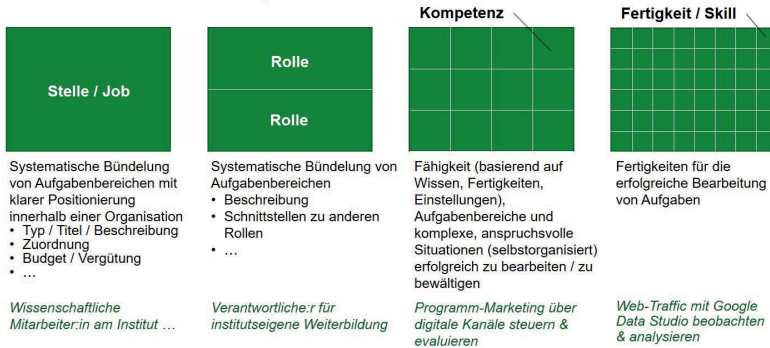 Kompetenz
Fertigkeit / Skill
Stelle / Job
Rolle
Rolle
Systematische Bündelung
von Aufgabenbereichen mit
klarer Positionierung
innerhalb einer Organisation
• Typ / Titel / Beschreibung
• Zuordnung
• Budget / Vergütung
• …
Wissenschaftliche
Mitarbeiter:in am Institut …
Systematische Bündelung von
Aufgabenbereichen
• Beschreibung
• Schnittstellen zu anderen
Rollen
• …
Verantwortliche:r für
institutseigene Weiterbildung
Fähigkeit (basierend auf
Wissen, Fertigkeiten,
Einstellungen),
Aufgabenbereiche und
komplexe, anspruchsvolle
Situationen (selbstorganisiert)
erfolgreich zu bearbeiten / zu
bewältigen
Programm-Marketing über
digitale Kanäle steuern &
evaluieren
Fertigkeiten für die
erfolgreiche Bearbeitung
von Aufgaben
Web-Traffic mit Google
Data Studio beobachten
& analysieren